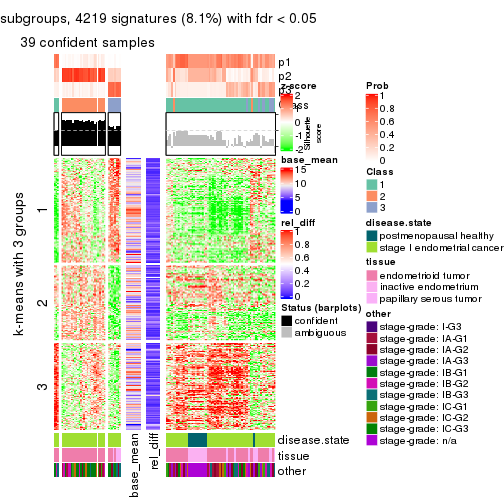 subgroups, 4219 signatures (8.1%) with fdr < 0.05
39 confident samples
p1
p2
p3
z-score
2
1
0
-1
-2
Silhouette
score
base_mean
15
10
5
0
rel_diff
1
0.8
0.6
0.4
0.2
0
Status (barplots)
confident
ambiguous
k-means with 3 groups
1
2
3
base_mean
rel_diff
disease.state
tissue
other
Prob
1
0.8
0.6
0.4
0.2
0
Class
1
2
3
disease.state
postmenopausal healthy
stage I endometrial cancer
tissue
endometrioid tumor
inactive endometrium
papillary serous tumor
other
stage-grade: I-G3
stage-grade: IA-G1
stage-grade: IA-G2
stage-grade: IA-G3
stage-grade: IB-G1
stage-grade: IB-G2
stage-grade: IB-G3
stage-grade: IC-G1
stage-grade: IC-G2
stage-grade: IC-G3
stage-grade: n/a